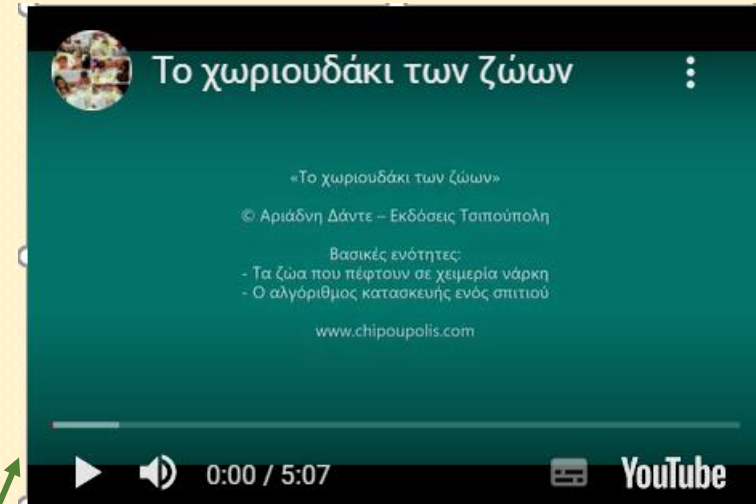 Το χωριουδάκι των ζώων
«Το χωριουδάκι των ζώων»
© Αριάδνη Δάντε – Εκδόσεις Τσιπούπολη
Βασικές ενότητες:
- Τα ζώα που πέφτουν σε χειμερία νάρκη
- Ο αλγόριθμος κατασκευής ενός σπιτιού
www.chipoupolis.com
0:00 / 5:07
YouTube